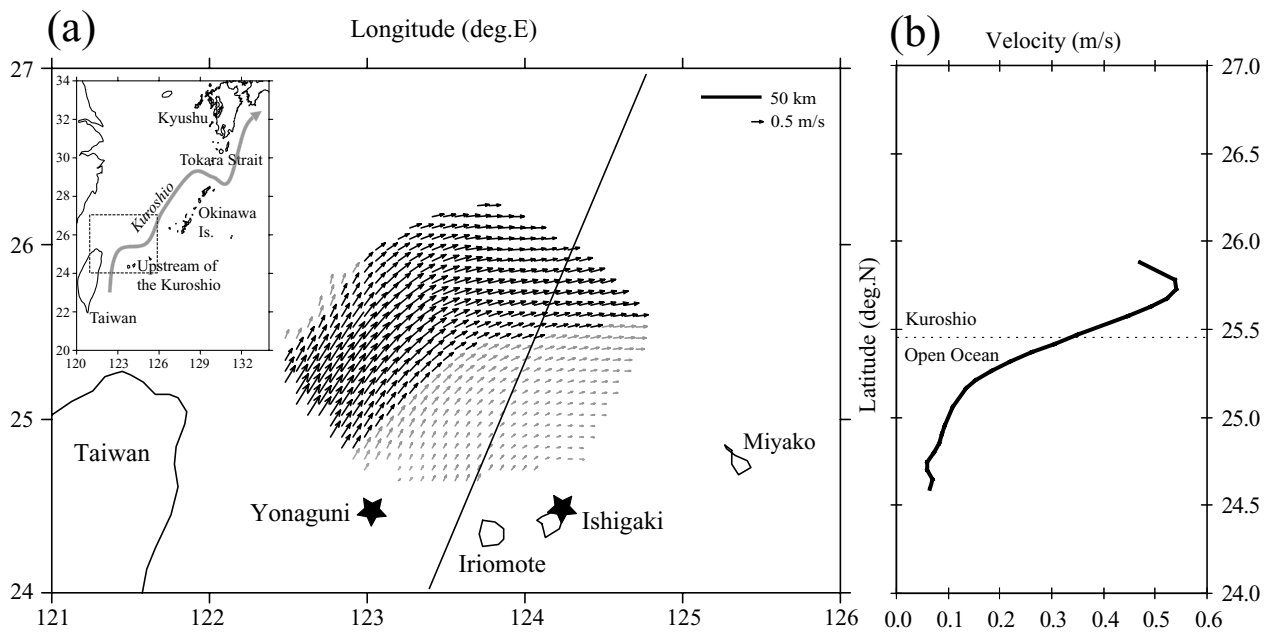 (a)
Longitude (deg.E)
(b)
Velocity (m/s)
27
26
25
24
121
122
123
124
125
126
50 km
0.5 m/s
34
32
30
28
26
24
22
20
120
123
126
129
132
Kyushu
Tokara Strait
Kuroshio
Okinawa
Is.
Upstream of
the Kuroshio
Taiwan
Taiwan
Yonaguni
Iriomote
Ishigaki
Miyako
Latitude (deg.N)
Kuroshio
Open Ocean
27.0
26.5
26.0
25.5
25.0
24.5
24.0
0.0
0.1
0.2
0.3
0.4
0.5
0.6